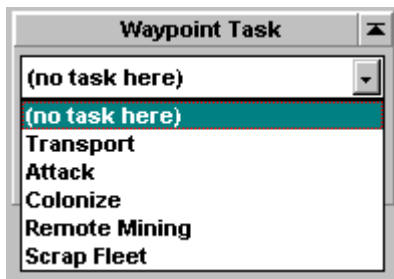 Waypoint Task
(no task here)
(no task here)
Transport
Attack
Colonize
Remote Mining
Scrap Fleet